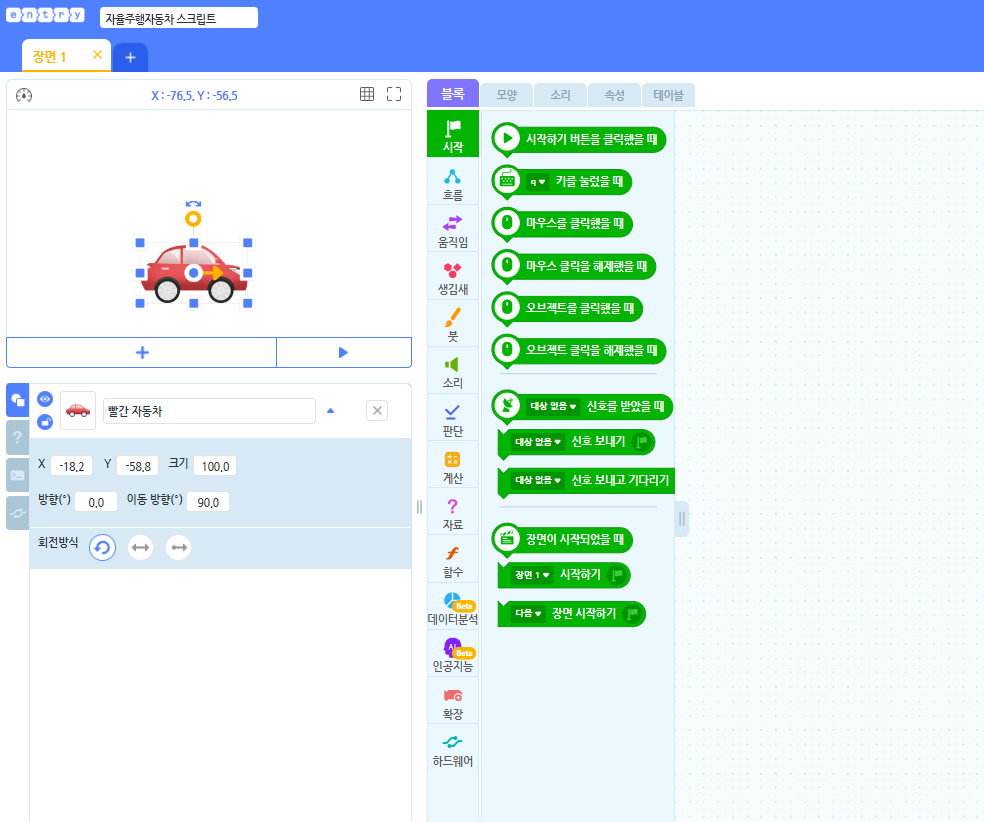 entry
자율주행자동차 스크립트
장면 1
X : -76.5, Y : -56.5
빨간 자동차
X -18.2 Y -58.8 크기 100.0
방향(°) 0.0 이동 방향(°) 90.0
회전방식
블록 모양 소리 속성 테이블
시작
흐름
움직임
생김새
붓
소리
판단
계산
?
자료
함수
Beta
데이터분석
AI
Beta
인공지능
확장
하드웨어
시작하기 버튼을 클릭했을 때
q 키를 눌렀을 때
마우스를 클릭했을 때
마우스 클릭을 해제했을 때
오브젝트를 클릭했을 때
오브젝트 클릭을 해제했을 때
대상 없음 신호를 받았을 때
대상 없음 신호 보내기
대상 없음 신호 보내고 기다리기
장면이 시작되었을 때
장면 1 시작하기
다음 장면 시작하기